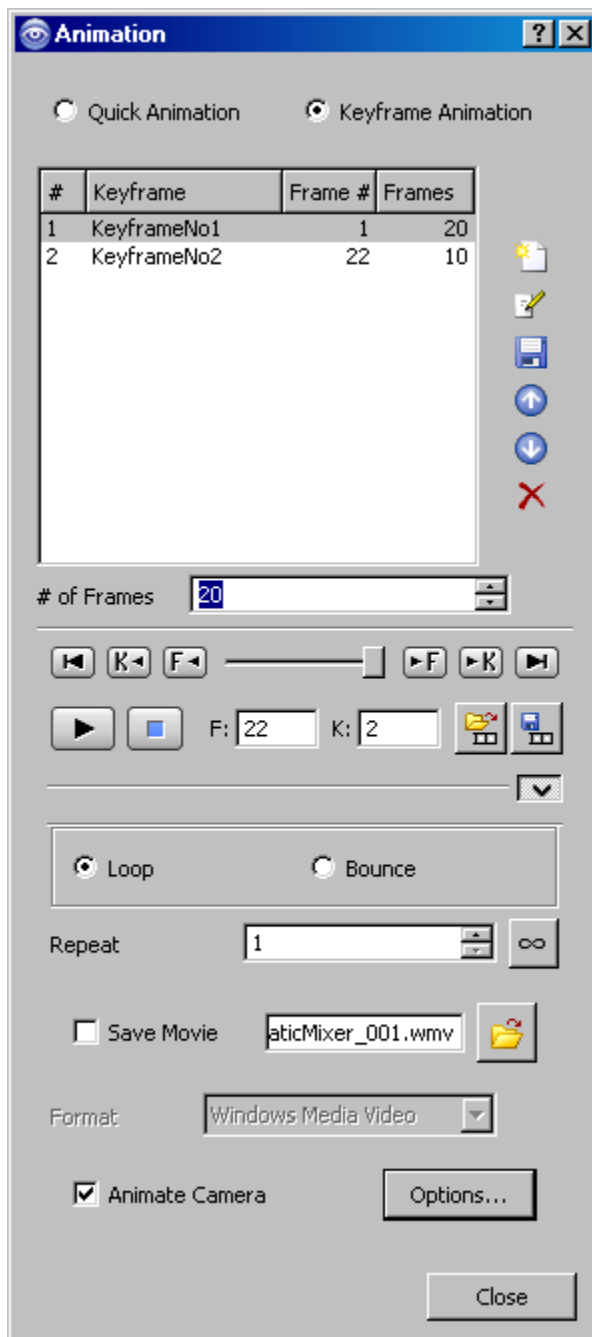 Animation
Quick Animation Keyframe Animation
# Keyframe Frame # Frames
1 KeyframeNo1 1 20
2 KeyframeNo2 22 10
# of Frames 20
K F F K
F: 22 K: 2
Loop Bounce
Repeat 1 ∞
Save Movie aticMixer_001.wmv
Format Windows Media Video
Animate Camera Options...
Close